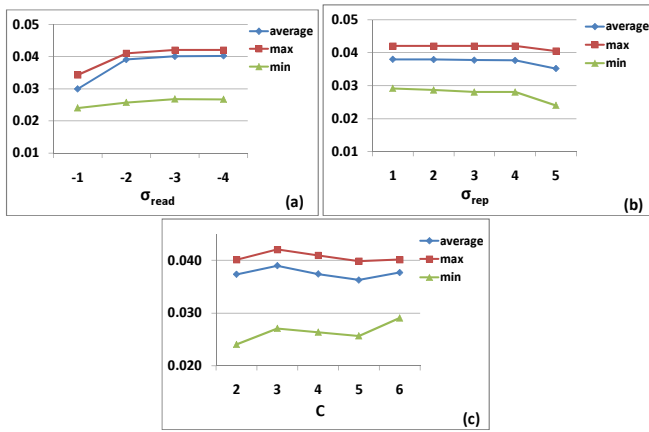 0.05
0.04
0.03
0.02
0.01
average
max
min
-1 -2 -3 -4
σread
(a)
0.05
0.04
0.03
0.02
0.01
average
max
min
1 2 3 4 5
σrep
(b)
0.040
0.030
0.020
average
max
min
2 3 4 5 6
C
(c)